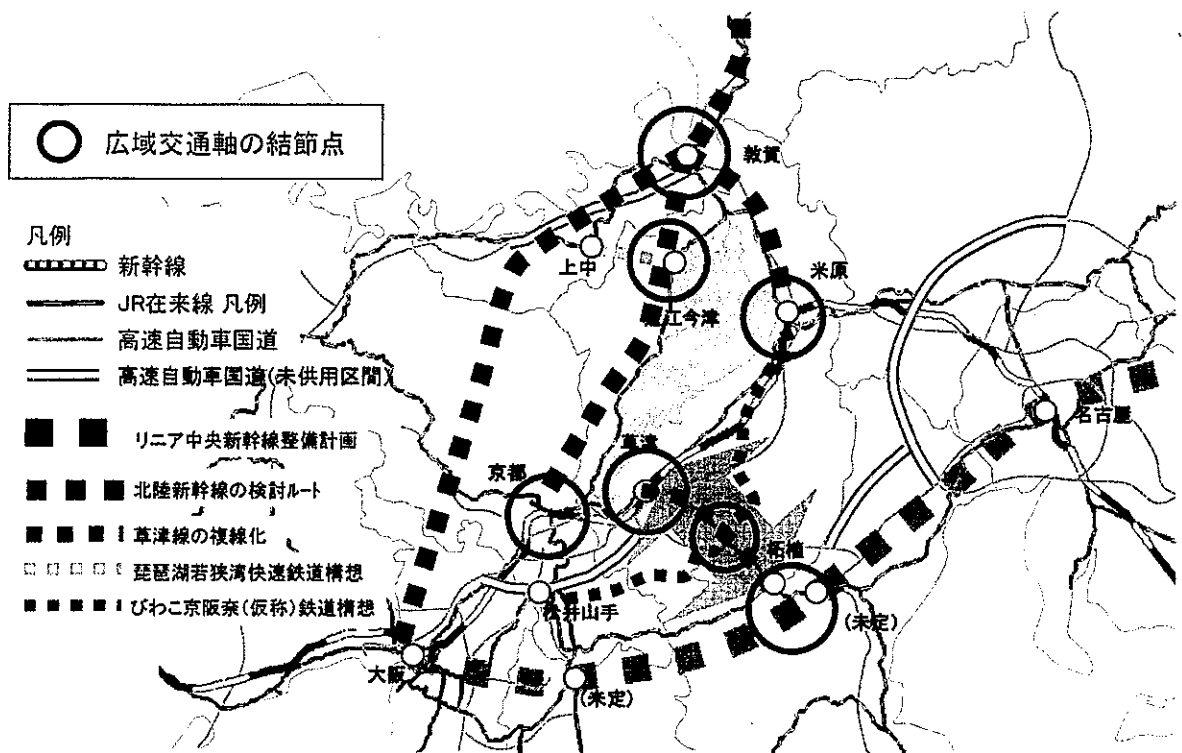 広域交通軸の結節点
凡例
新幹線
JR在来線 凡例
高速自動車国道
高速自動車国道(未供用区間)
リニア中央新幹線整備計画
北陸新幹線の検討ルート
草津線の複線化
琵琶湖若狭湾快速鉄道構想
びわこ京阪奈(仮称)鉄道構想
敦賀
上中
江今津
米原
名古屋
草津
京都
柘植
(未定)
松井山手
大阪
(未定)